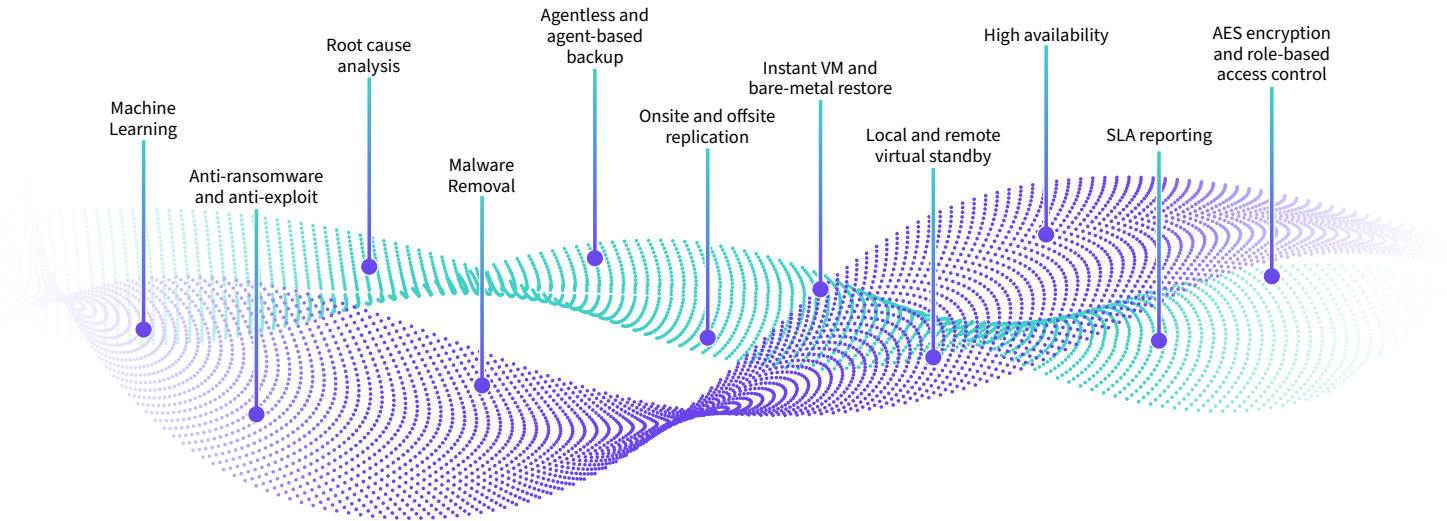 Machine
Learning
Anti-ransomware
and anti-exploit
Root cause
analysis
Malware
Removal
Agentless and
agent-based
backup
Onsite and offsite
replication
Instant VM and
bare-metal restore
Local and remote
virtual standby
High availability
SLA reporting
AES encryption
and role-based
access control